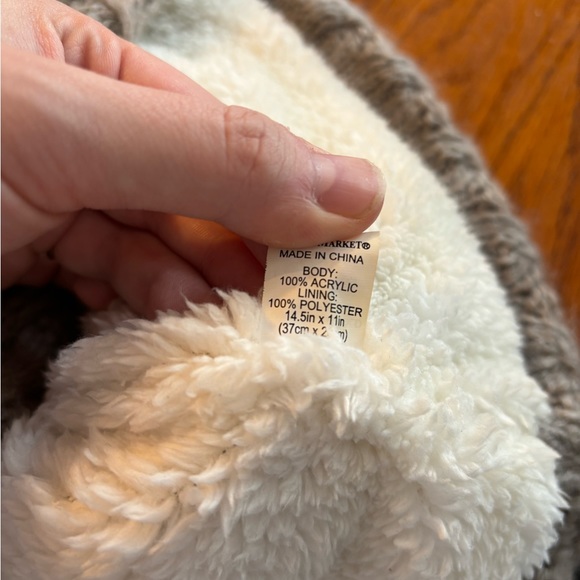 MARKET®
MADE IN CHINA
BODY:
100% ACRYLIC
LINING:
100% POLYESTER
14.5in x 11in
(37cm x